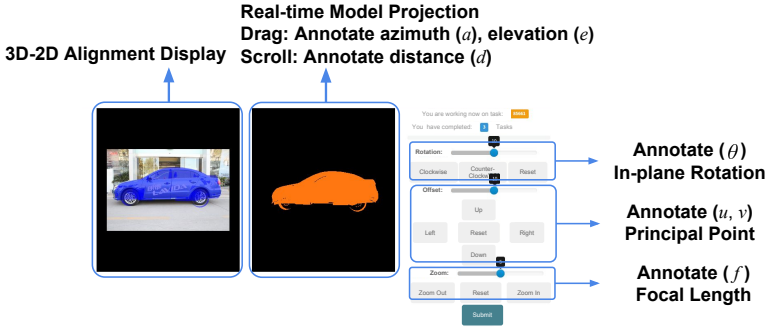 Real-time Model Projection
Drag: Annotate azimuth (a), elevation (e)
Scroll: Annotate distance (d)
3D-2D Alignment Display
You are working now on task:
You have completed: 3 Tasks
Rotation:
Clockwise
Counter-
Clockwise
Reset
Offset:
Up
Left
Reset
Right
Down
Zoom:
Zoom Out
Reset
Zoom In
Submit
Annotate (θ)
In-plane Rotation
Annotate (u, v)
Principal Point
Annotate (f)
Focal Length